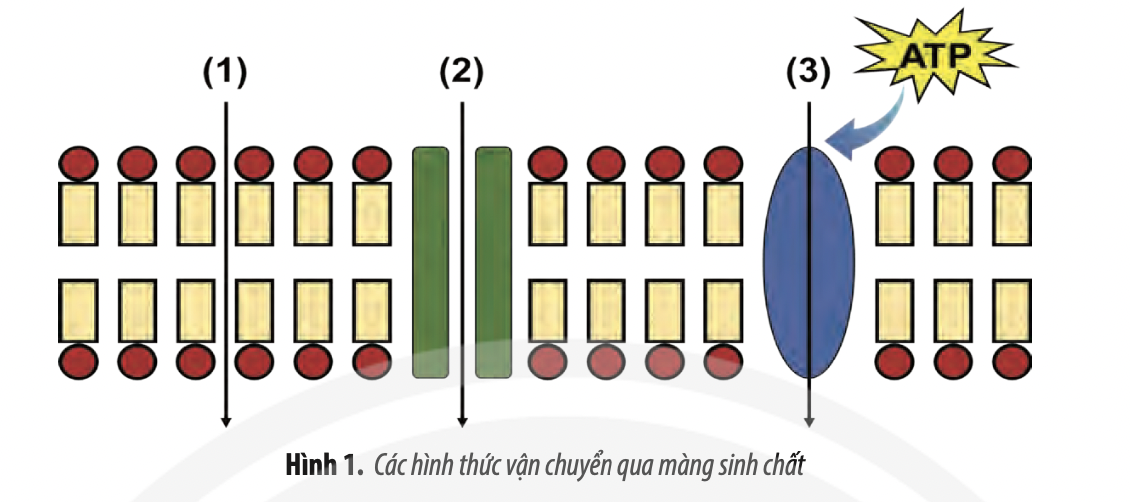 ATP
(1) (2) (3)
Hình 1. Các hình thức vận chuyển qua màng sinh chất